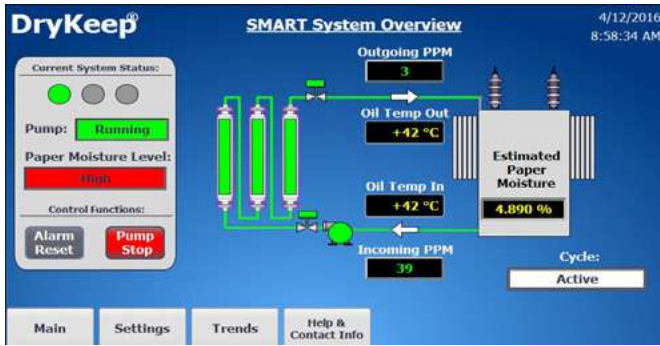 DryKeep®
SMART System Overview
4/12/2016
8:58:34 AM
Current System Status:
Pump:
Running
Paper Moisture Level:
High
Control Functions:
Alarm
Reset
Pump
Stop
Outgoing PPM
3
Oil Temp Out
+42 °C
Oil Temp In
+42 °C
Incoming PPM
39
Estimated
Paper
Moisture
4.890 %
Cycle:
Active
Main
Settings
Trends
Help &
Contact Info